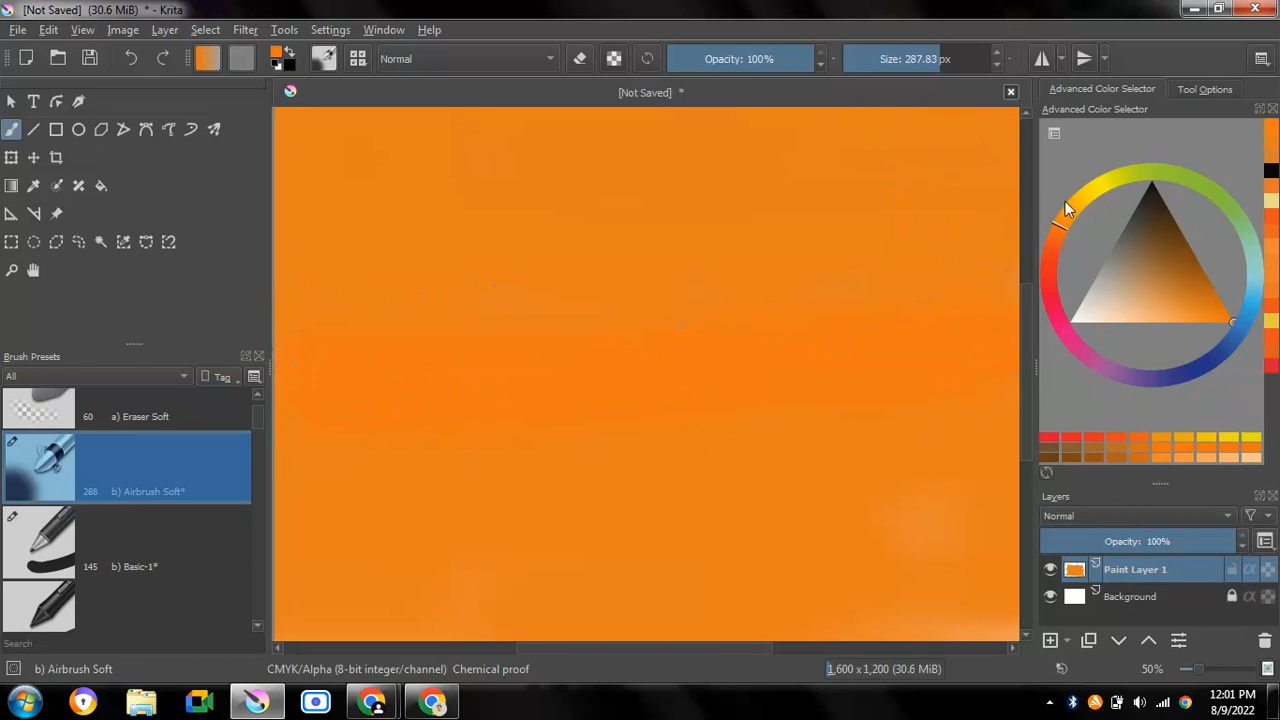 [Not Saved]  (30.6 MiB)  * - Krita
File Edit View Image Layer Select Filter Tools Settings Window Help
Normal
Opacity: 100%
Size: 287.83 px
[Not Saved]  *
Advanced Color Selector
Tool Options
Advanced Color Selector
Brush Presets
All
Tag
60 a) Eraser Soft
288 b) Airbrush Soft*
145 b) Basic-1*
Search
Layers
Normal
Opacity:  100%
Paint Layer 1
Background
b) Airbrush Soft
CMYK/Alpha (8-bit integer/channel)  Chemical proof
1,600 x 1,200 (30.6 MiB)
50%
12:01 PM
8/9/2022